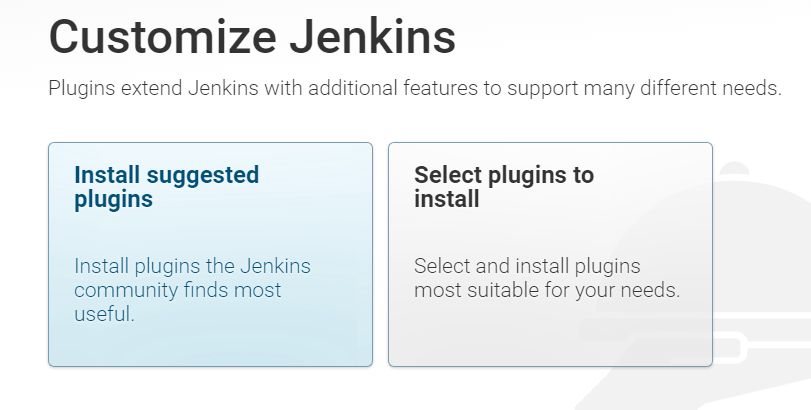 Customize Jenkins
Plugins extend Jenkins with additional features to support many different needs.
Install suggested
plugins
Install plugins the Jenkins
community finds most
useful.
Select plugins to
install
Select and install plugins
most suitable for your needs.